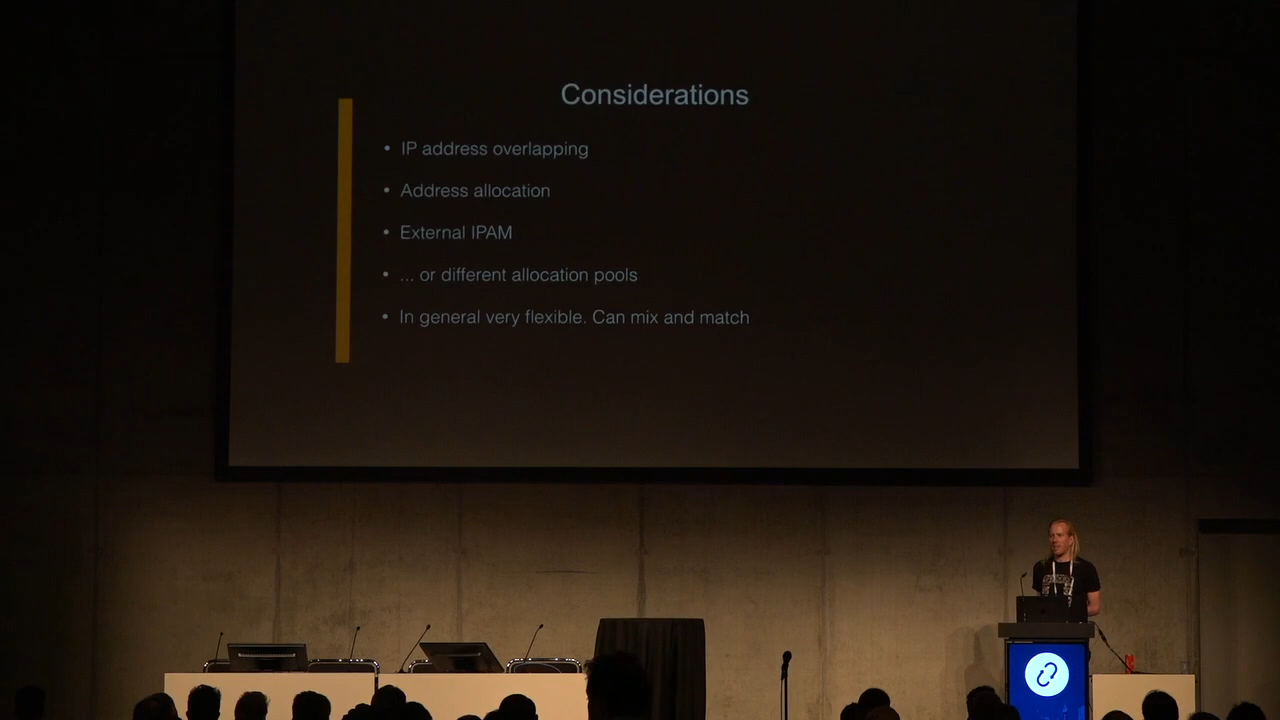 Considerations
• IP address overlapping
• Address allocation
• External IPAM
• ... or different allocation pools
• In general very flexible. Can mix and match